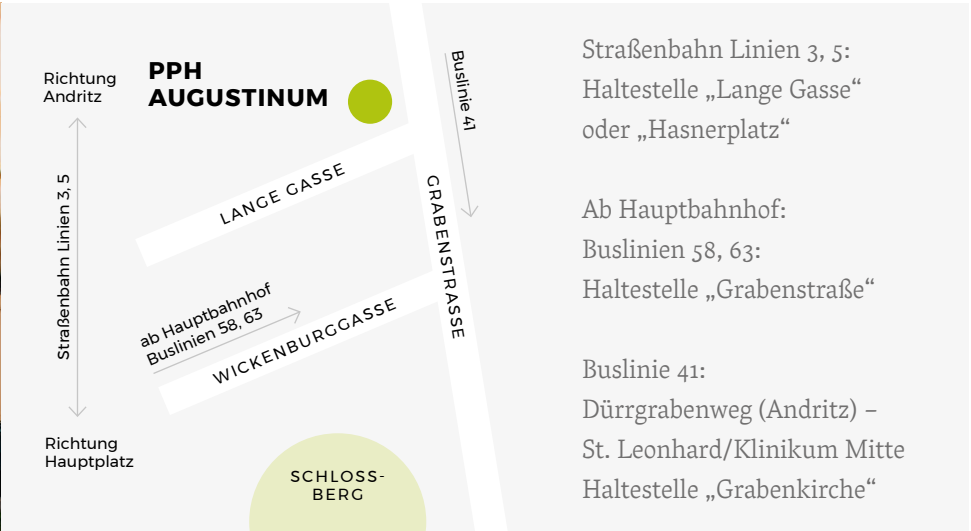 Richtung
Andritz
PPH
AUGUSTINUM
Buslinie 41
Straßenbahn Linien 3, 5
LANGE GASSE
GRABENSTRASSE
ab Hauptbahnhof
Buslinien 58, 63
WICKENBURGGASSE
Richtung
Hauptplatz
SCHLOSS-
BERG
Straßenbahn Linien 3, 5:
Haltestelle „Lange Gasse“
oder „Hasnerplatz“
Ab Hauptbahnhof:
Buslinien 58, 63:
Haltestelle „Grabenstraße“
Buslinie 41:
Dürrgrabenweg (Andritz) –
St. Leonhard/Klinikum Mitte
Haltestelle „Grabenkirche“